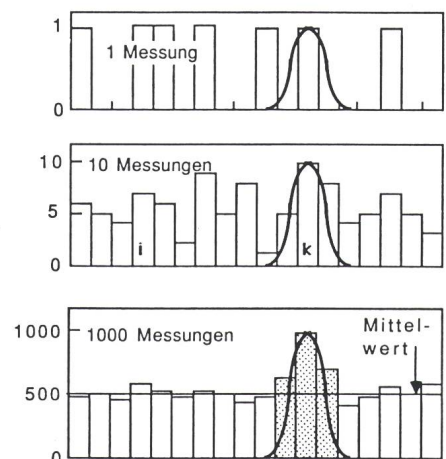 1
1 Messung
0
10
10 Messungen
5
i
k
0
1000
1000 Messungen
Mittel-
wert
500
0